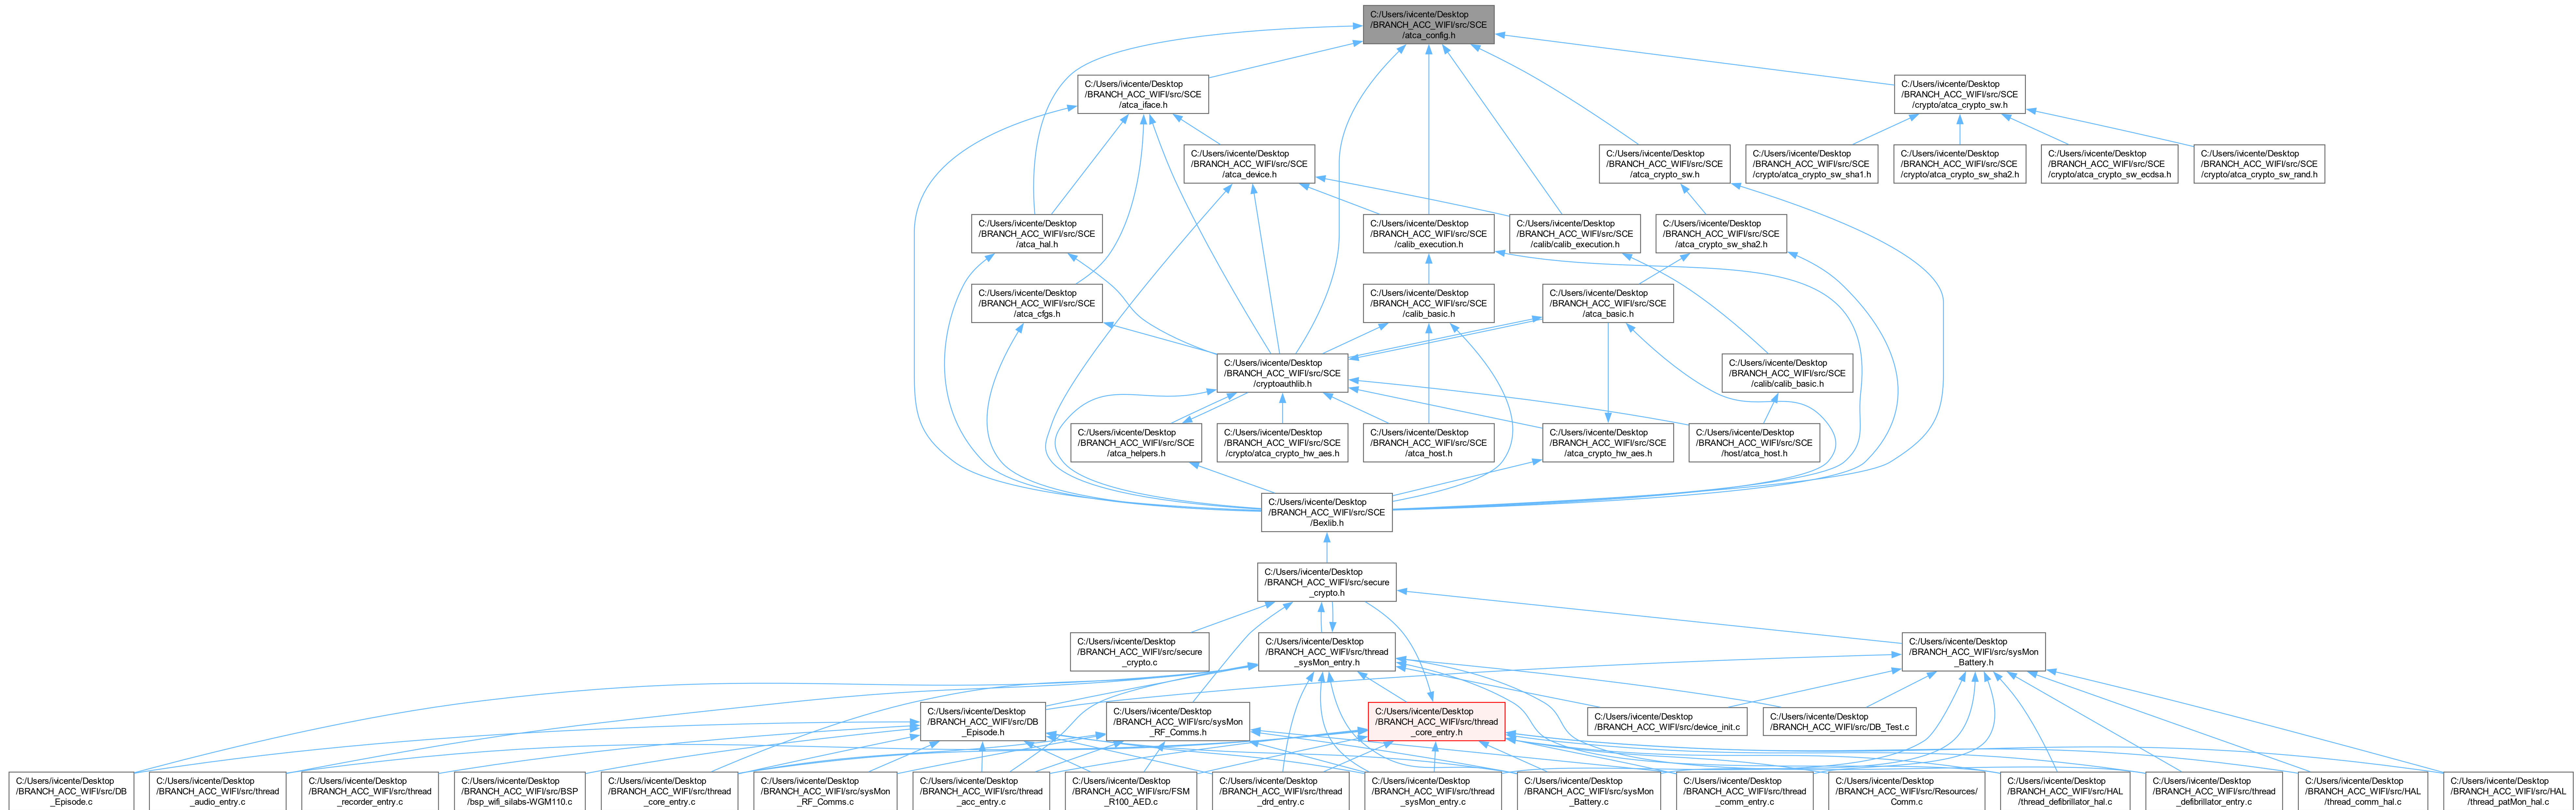 C:/Users/ivicente/Desktop
/BRANCH_ACC_WIFI/src/SCE
/atca_config.h
C:/Users/ivicente/Desktop
/BRANCH_ACC_WIFI/src/SCE
/atca_iface.h
C:/Users/ivicente/Desktop
/BRANCH_ACC_WIFI/src/SCE
/crypto/atca_crypto_sw.h
C:/Users/ivicente/Desktop
/BRANCH_ACC_WIFI/src/SCE
/atca_device.h
C:/Users/ivicente/Desktop
/BRANCH_ACC_WIFI/src/SCE
/atca_crypto_sw.h
C:/Users/ivicente/Desktop
/BRANCH_ACC_WIFI/src/SCE
/crypto/atca_crypto_sw_sha1.h
C:/Users/ivicente/Desktop
/BRANCH_ACC_WIFI/src/SCE
/crypto/atca_crypto_sw_sha2.h
C:/Users/ivicente/Desktop
/BRANCH_ACC_WIFI/src/SCE
/crypto/atca_crypto_sw_ecdsa.h
C:/Users/ivicente/Desktop
/BRANCH_ACC_WIFI/src/SCE
/crypto/atca_crypto_sw_rand.h
C:/Users/ivicente/Desktop
/BRANCH_ACC_WIFI/src/SCE
/atca_hal.h
C:/Users/ivicente/Desktop
/BRANCH_ACC_WIFI/src/SCE
/calib_execution.h
C:/Users/ivicente/Desktop
/BRANCH_ACC_WIFI/src/SCE
/calib/calib_execution.h
C:/Users/ivicente/Desktop
/BRANCH_ACC_WIFI/src/SCE
/atca_crypto_sw_sha2.h
C:/Users/ivicente/Desktop
/BRANCH_ACC_WIFI/src/SCE
/atca_cfgs.h
C:/Users/ivicente/Desktop
/BRANCH_ACC_WIFI/src/SCE
/calib_basic.h
C:/Users/ivicente/Desktop
/BRANCH_ACC_WIFI/src/SCE
/atca_basic.h
C:/Users/ivicente/Desktop
/BRANCH_ACC_WIFI/src/SCE
/cryptoauthlib.h
C:/Users/ivicente/Desktop
/BRANCH_ACC_WIFI/src/SCE
/calib/calib_basic.h
C:/Users/ivicente/Desktop
/BRANCH_ACC_WIFI/src/SCE
/atca_helpers.h
C:/Users/ivicente/Desktop
/BRANCH_ACC_WIFI/src/SCE
/crypto/atca_crypto_hw_aes.h
C:/Users/ivicente/Desktop
/BRANCH_ACC_WIFI/src/SCE
/atca_host.h
C:/Users/ivicente/Desktop
/BRANCH_ACC_WIFI/src/SCE
/atca_crypto_hw_aes.h
C:/Users/ivicente/Desktop
/BRANCH_ACC_WIFI/src/SCE
/host/atca_host.h
C:/Users/ivicente/Desktop
/BRANCH_ACC_WIFI/src/SCE
/Bexlib.h
C:/Users/ivicente/Desktop
/BRANCH_ACC_WIFI/src/secure
_crypto.h
C:/Users/ivicente/Desktop
/BRANCH_ACC_WIFI/src/secure
_crypto.c
C:/Users/ivicente/Desktop
/BRANCH_ACC_WIFI/src/thread
_sysMon_entry.h
C:/Users/ivicente/Desktop
/BRANCH_ACC_WIFI/src/sysMon
_Battery.h
C:/Users/ivicente/Desktop
/BRANCH_ACC_WIFI/src/DB
_Episode.h
C:/Users/ivicente/Desktop
/BRANCH_ACC_WIFI/src/sysMon
_RF_Comms.h
C:/Users/ivicente/Desktop
/BRANCH_ACC_WIFI/src/thread
_core_entry.h
C:/Users/ivicente/Desktop
/BRANCH_ACC_WIFI/src/device_init.c
C:/Users/ivicente/Desktop
/BRANCH_ACC_WIFI/src/DB_Test.c
C:/Users/ivicente/Desktop
/BRANCH_ACC_WIFI/src/DB
_Episode.c
C:/Users/ivicente/Desktop
/BRANCH_ACC_WIFI/src/thread
_audio_entry.c
C:/Users/ivicente/Desktop
/BRANCH_ACC_WIFI/src/thread
_recorder_entry.c
C:/Users/ivicente/Desktop
/BRANCH_ACC_WIFI/src/BSP
/bsp_wifi_silabs-WGM110.c
C:/Users/ivicente/Desktop
/BRANCH_ACC_WIFI/src/thread
_core_entry.c
C:/Users/ivicente/Desktop
/BRANCH_ACC_WIFI/src/sysMon
_RF_Comms.c
C:/Users/ivicente/Desktop
/BRANCH_ACC_WIFI/src/thread
_acc_entry.c
C:/Users/ivicente/Desktop
/BRANCH_ACC_WIFI/src/FSM
_R100_AED.c
C:/Users/ivicente/Desktop
/BRANCH_ACC_WIFI/src/thread
_drd_entry.c
C:/Users/ivicente/Desktop
/BRANCH_ACC_WIFI/src/thread
_sysMon_entry.c
C:/Users/ivicente/Desktop
/BRANCH_ACC_WIFI/src/sysMon
_Battery.c
C:/Users/ivicente/Desktop
/BRANCH_ACC_WIFI/src/thread
_comm_entry.c
C:/Users/ivicente/Desktop
/BRANCH_ACC_WIFI/src/Resources/
Comm.c
C:/Users/ivicente/Desktop
/BRANCH_ACC_WIFI/src/HAL
/thread_defibrillator_hal.c
C:/Users/ivicente/Desktop
/BRANCH_ACC_WIFI/src/thread
_defibrillator_entry.c
C:/Users/ivicente/Desktop
/BRANCH_ACC_WIFI/src/HAL
/thread_comm_hal.c
C:/Users/ivicente/Desktop
/BRANCH_ACC_WIFI/src/HAL
/thread_patMon_hal.c